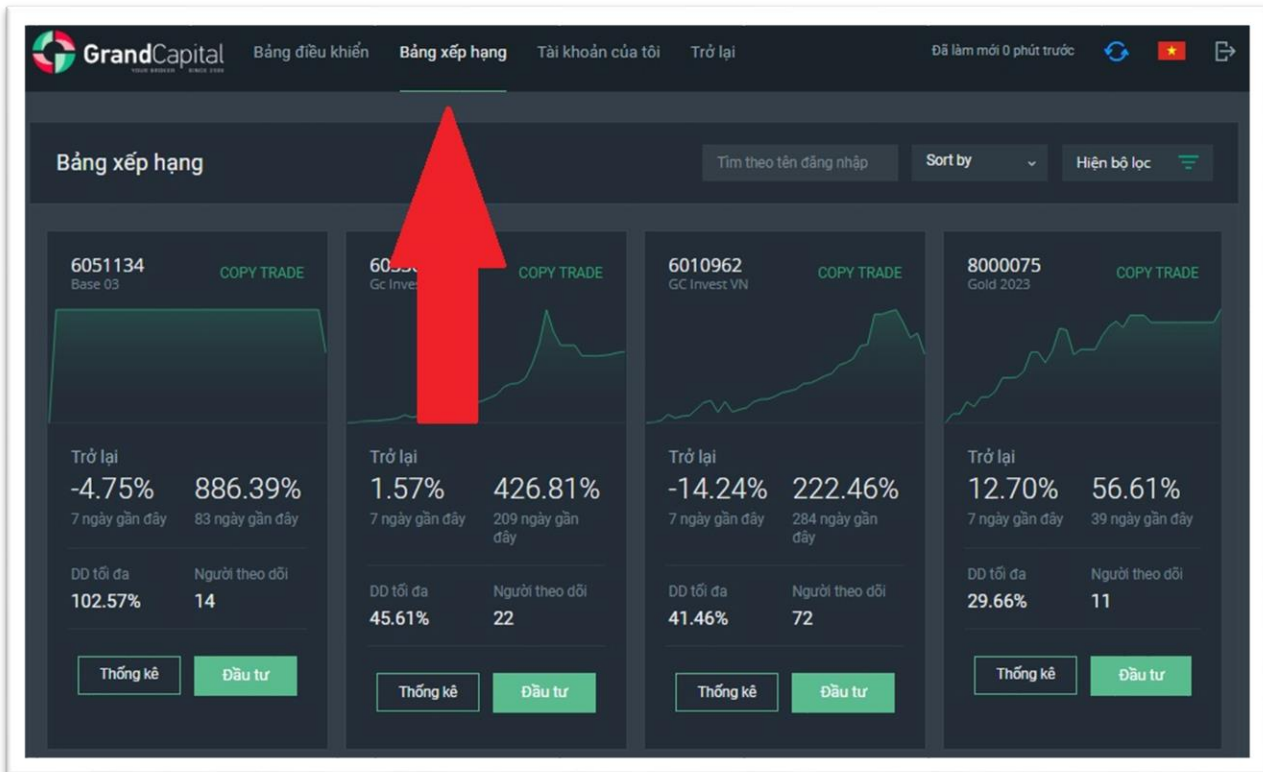 GrandCapital
YOUR BROKER SINCE 2006
Bảng điều khiển
Bảng xếp hạng
Tài khoản của tôi
Trở lại
Đã làm mới 0 phút trước
Bảng xếp hạng
Tìm theo tên đăng nhập
Sort by
Hiện bộ lọc
6051134
COPY TRADE
Base 03
Trở lại
-4.75% 886.39%
7 ngày gần đây 83 ngày gần đây
DD tối đa Người theo dõi
102.57% 14
Thống kê Đầu tư
COPY TRADE
Trở lại
1.57% 426.81%
7 ngày gần đây 209 ngày gần
đây
DD tối đa Người theo dõi
45.61% 22
Thống kê Đầu tư
6010962
COPY TRADE
GC Invest VN
Trở lại
-14.24% 222.46%
7 ngày gần đây 284 ngày gần
đây
DD tối đa Người theo dõi
41.46% 72
Thống kê Đầu tư
8000075
COPY TRADE
Gold 2023
Trở lại
12.70% 56.61%
7 ngày gần đây 39 ngày gần đây
DD tối đa Người theo dõi
29.66% 11
Thống kê Đầu tư